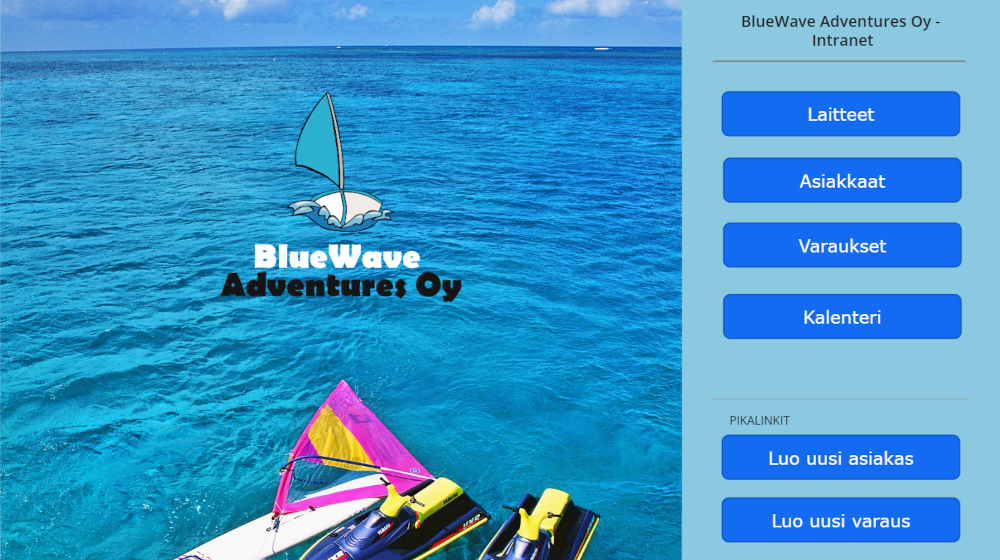 BlueWave
Adventures Oy
BlueWave Adventures Oy -
Intranet
Laitteet
Asiakkaat
Varaukset
Kalenteri
PIKALINKIT
Luo uusi asiakas
Luo uusi varaus